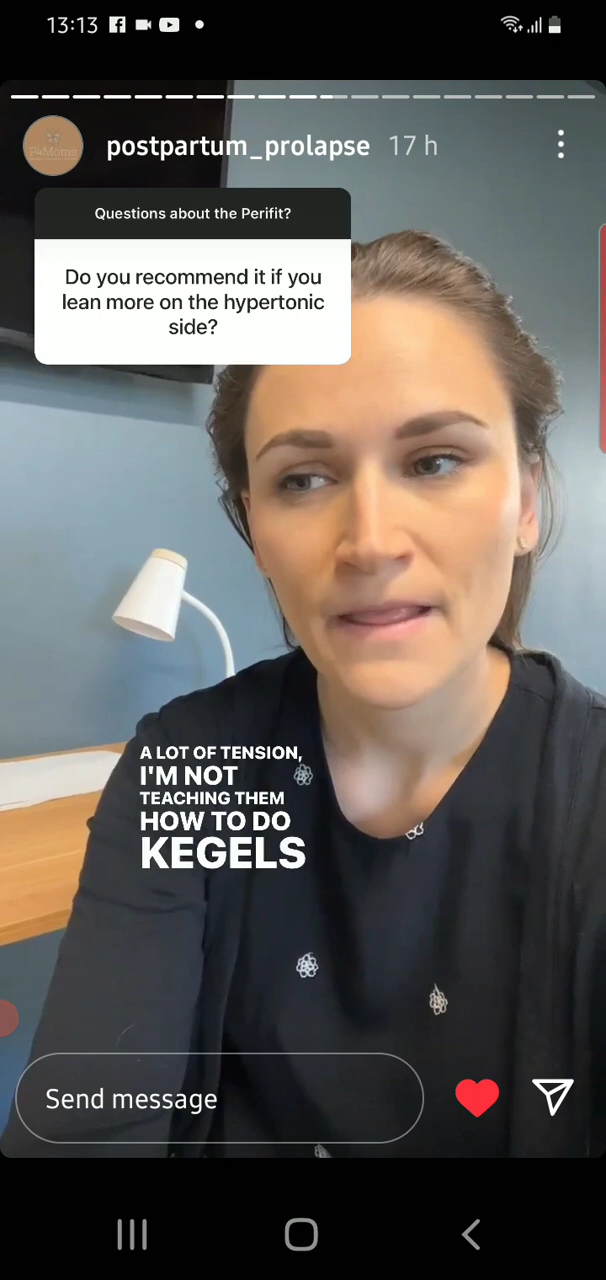 13:13
P4Moms
postpartum_prolapse 17 h
Questions about the Perifit?
Do you recommend it if you
lean more on the hypertonic
side?
A LOT OF TENSION,
I'M NOT
TEACHING THEM
HOW TO DO
KEGELS
Send message